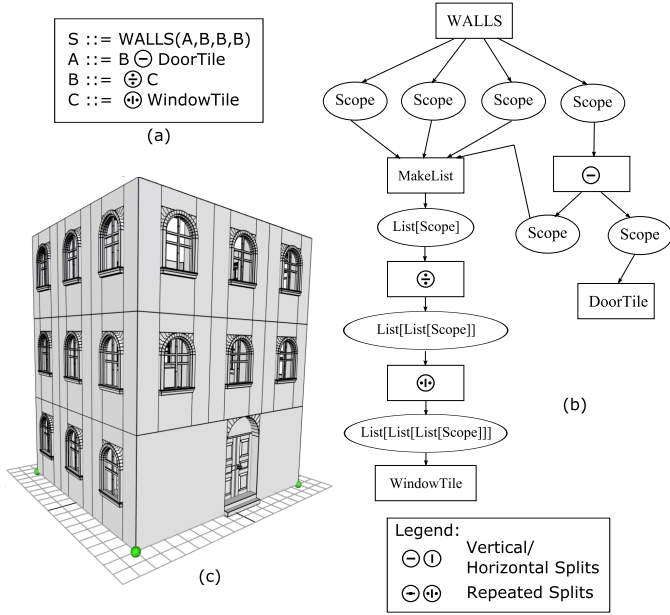 S ::= WALLS(A,B,B,B)
A ::= B ⊖ DoorTile
B ::= ➗ C
C ::= WindowTile
(a)
WALLS
Scope
Scope
Scope
Scope
MakeList
Scope
Scope
List[Scope]
DoorTile
List[List[Scope]]
(b)
List[List[List[Scope]]]
WindowTile
(c)
Legend:
Vertical/
Horizontal Splits
Repeated Splits